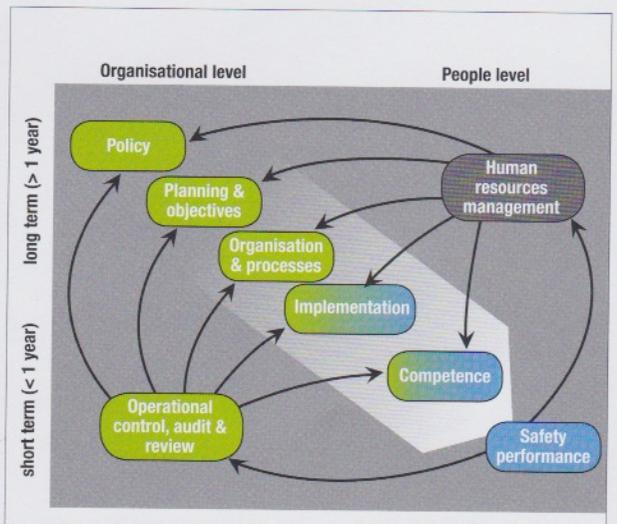 Organisational level
People level
long term (> 1 year)
short term (< 1 year)
Policy
Planning &
objectives
Organisation
& processes
Implementation
Competence
Human
resources
management
Operational
control, audit &
review
Safety
performance